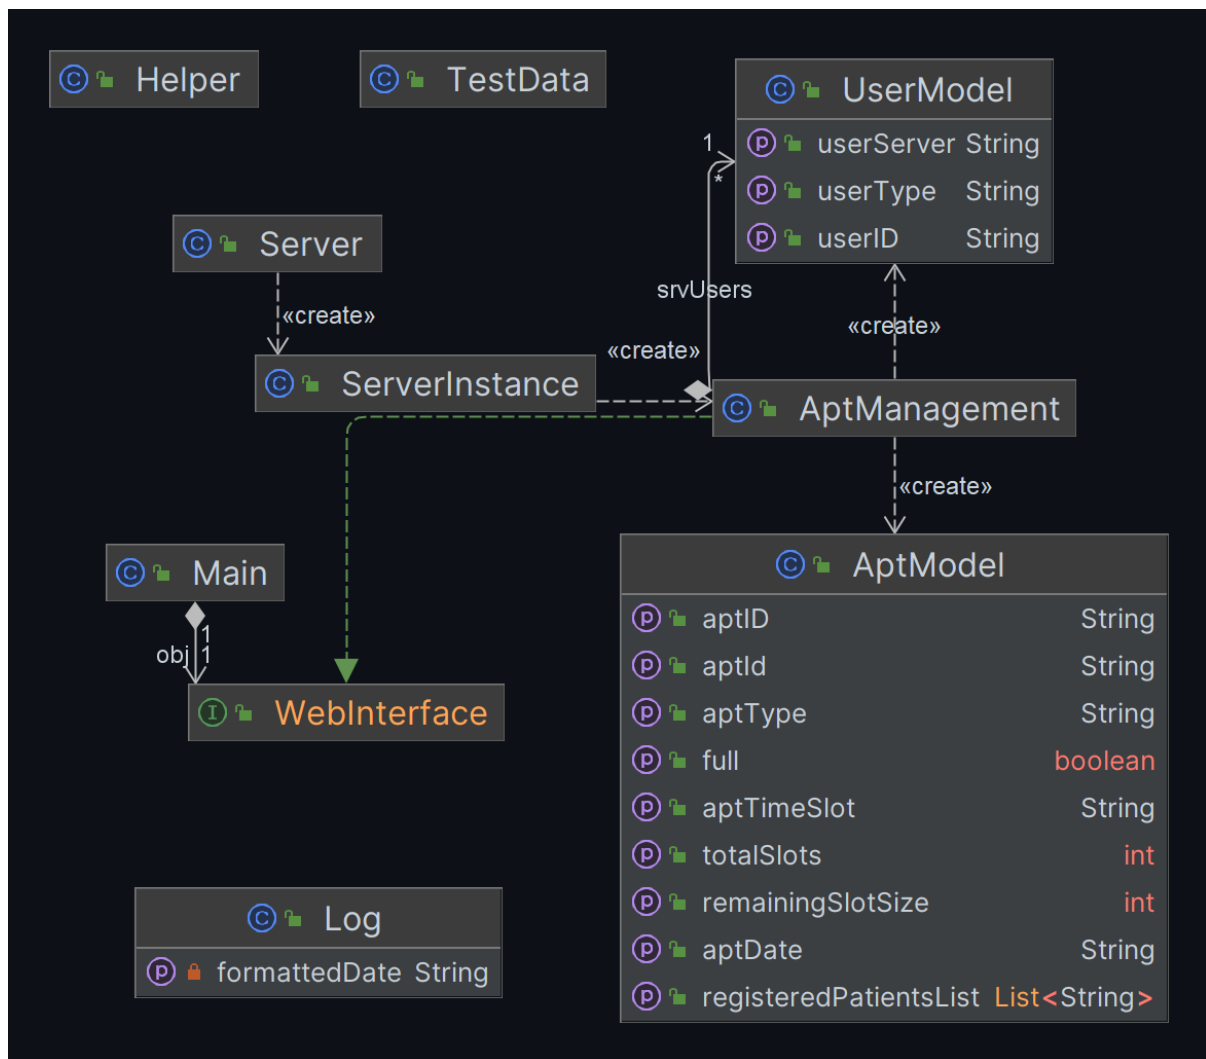 Helper
TestData
UserModel
userServer String
userType String
userID String
1
*
srvUsers
Server
«create»
ServerInstance
«create»
«create»
AptManagement
«create»
Main
1
obj 1
WebInterface
AptModel
aptID String
aptId String
aptType String
full boolean
aptTimeSlot String
totalSlots int
remainingSlotSize int
aptDate String
registeredPatientsList List<String>
Log
formattedDate String